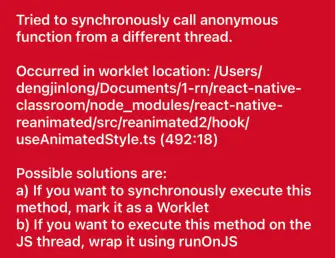 Tried to synchronously call anonymous
function from a different thread.
Occurred in worklet location: /Users/
dengjinlong/Documents/1-rn/react-native-
classroom/node_modules/react-native-
reanimated/src/reanimated2/hook/
useAnimatedStyle.ts (492:18)
Possible solutions are:
a) If you want to synchronously execute this
method, mark it as a Worklet
b) If you want to execute this method on the
JS thread, wrap it using runOnJS